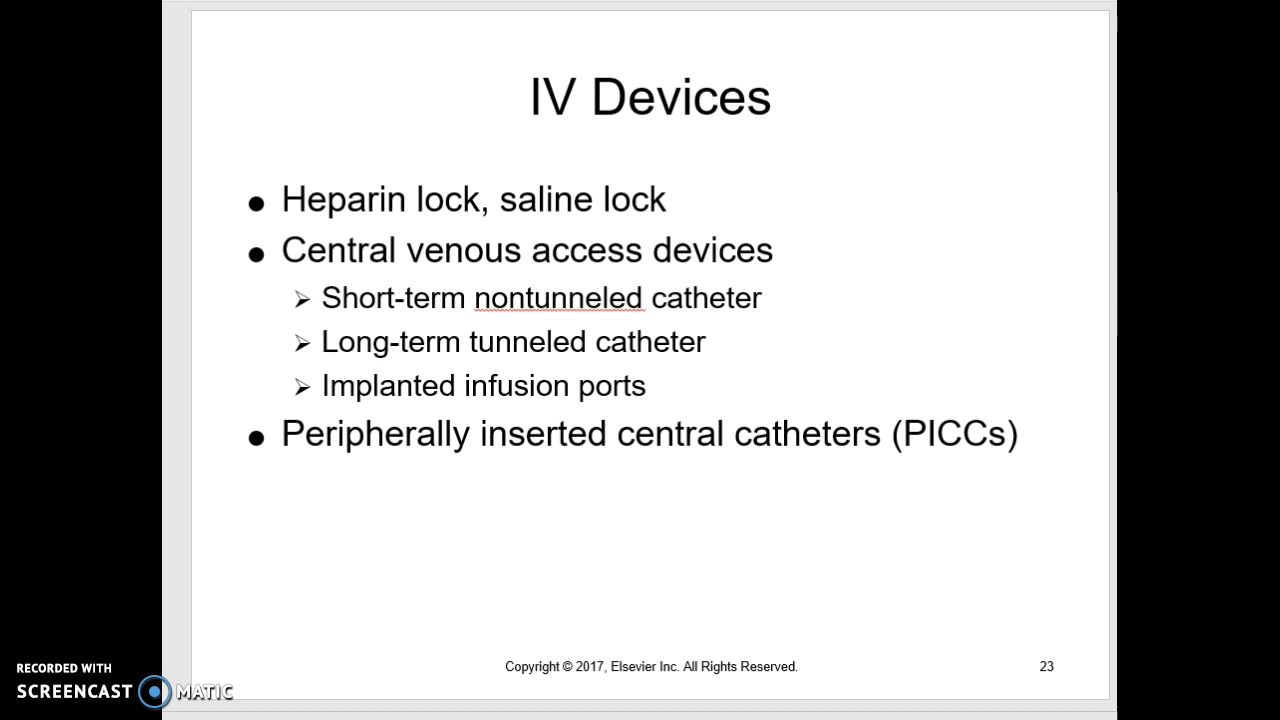 IV Devices
Heparin lock, saline lock
Central venous access devices
Short-term nontunneled catheter
Long-term tunneled catheter
Implanted infusion ports
Peripherally inserted central catheters (PICCs)
Copyright © 2017, Elsevier Inc. All Rights Reserved.
23
RECORDED WITH
SCREENCAST MATIC